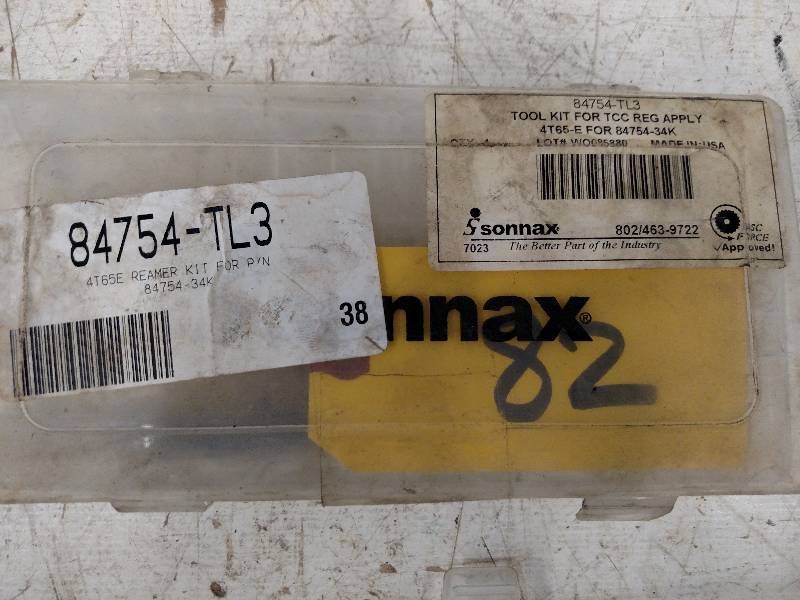 84754-TL3
TOOL KIT FOR TCC REG APPLY
4T65-E FOR 84754-34K
LOT# WO085880 MADE IN USA
sonnax 802/463-9722
7023 The Better Part of the Industry
Approved!
84754-TL3
4T65E REAMER KIT FOR P/N
84754-34K
38
nnax®
82